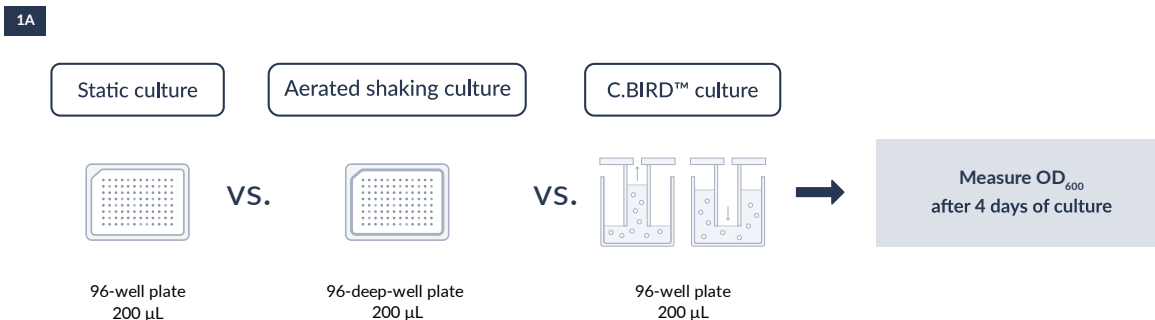 1A
Static culture
Aerated shaking culture
C.BIRD™ culture
vs.
vs.
Measure OD600
after 4 days of culture
96-well plate
200 µL
96-deep-well plate
200 µL
96-well plate
200 µL